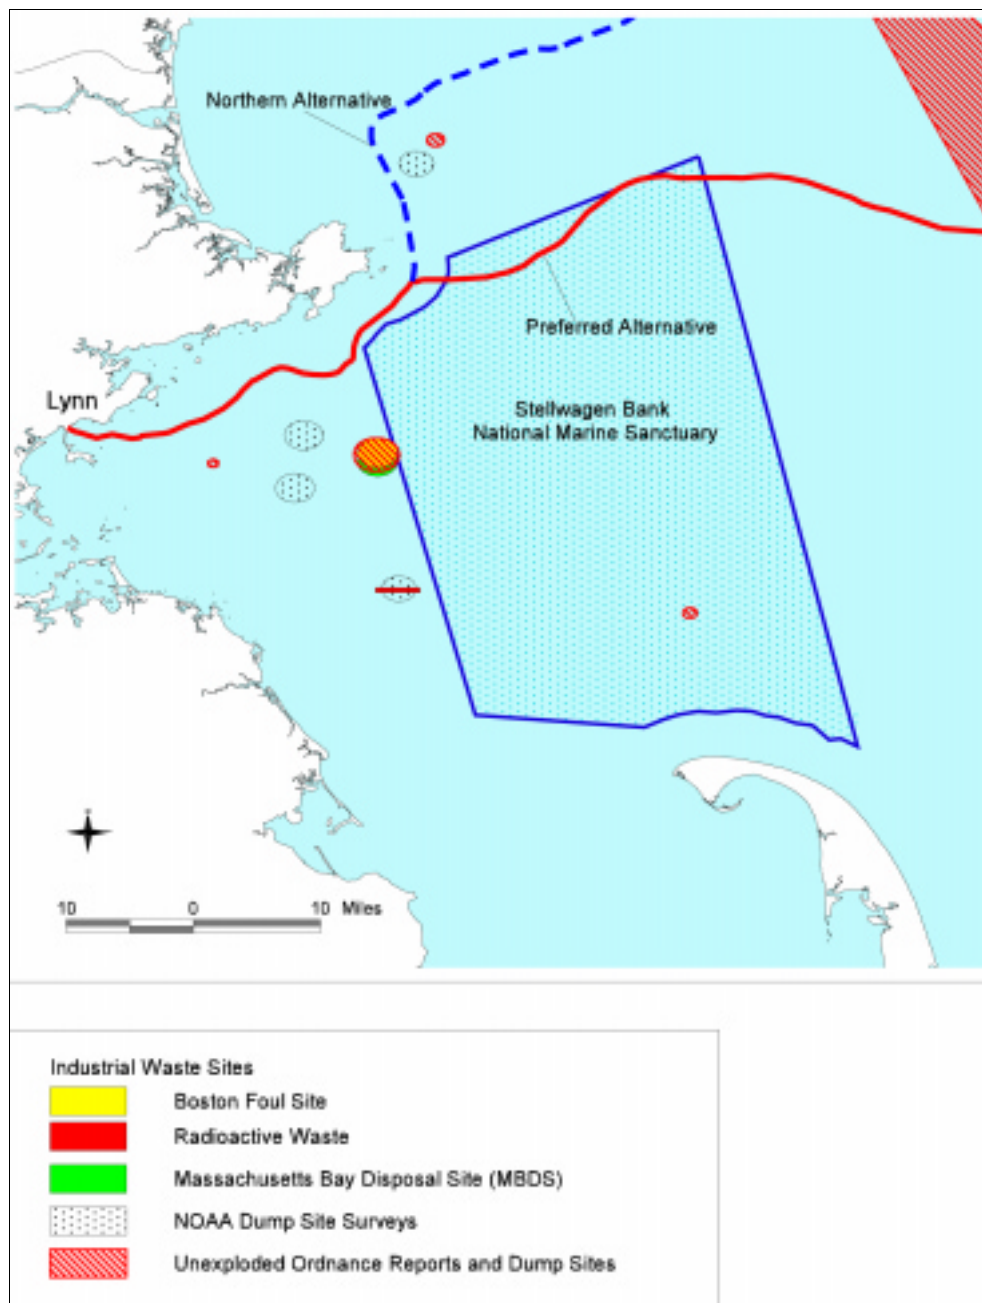 Northern Alternative
Preferred Alternative
Lynn
Stellwagen Bank
National Marine Sanctuary
10 0 10 Miles
Industrial Waste Sites
Boston Foul Site
Radioactive Waste
Massachusetts Bay Disposal Site (MBDS)
NOAA Dump Site Surveys
Unexploded Ordnance Reports and Dump Sites